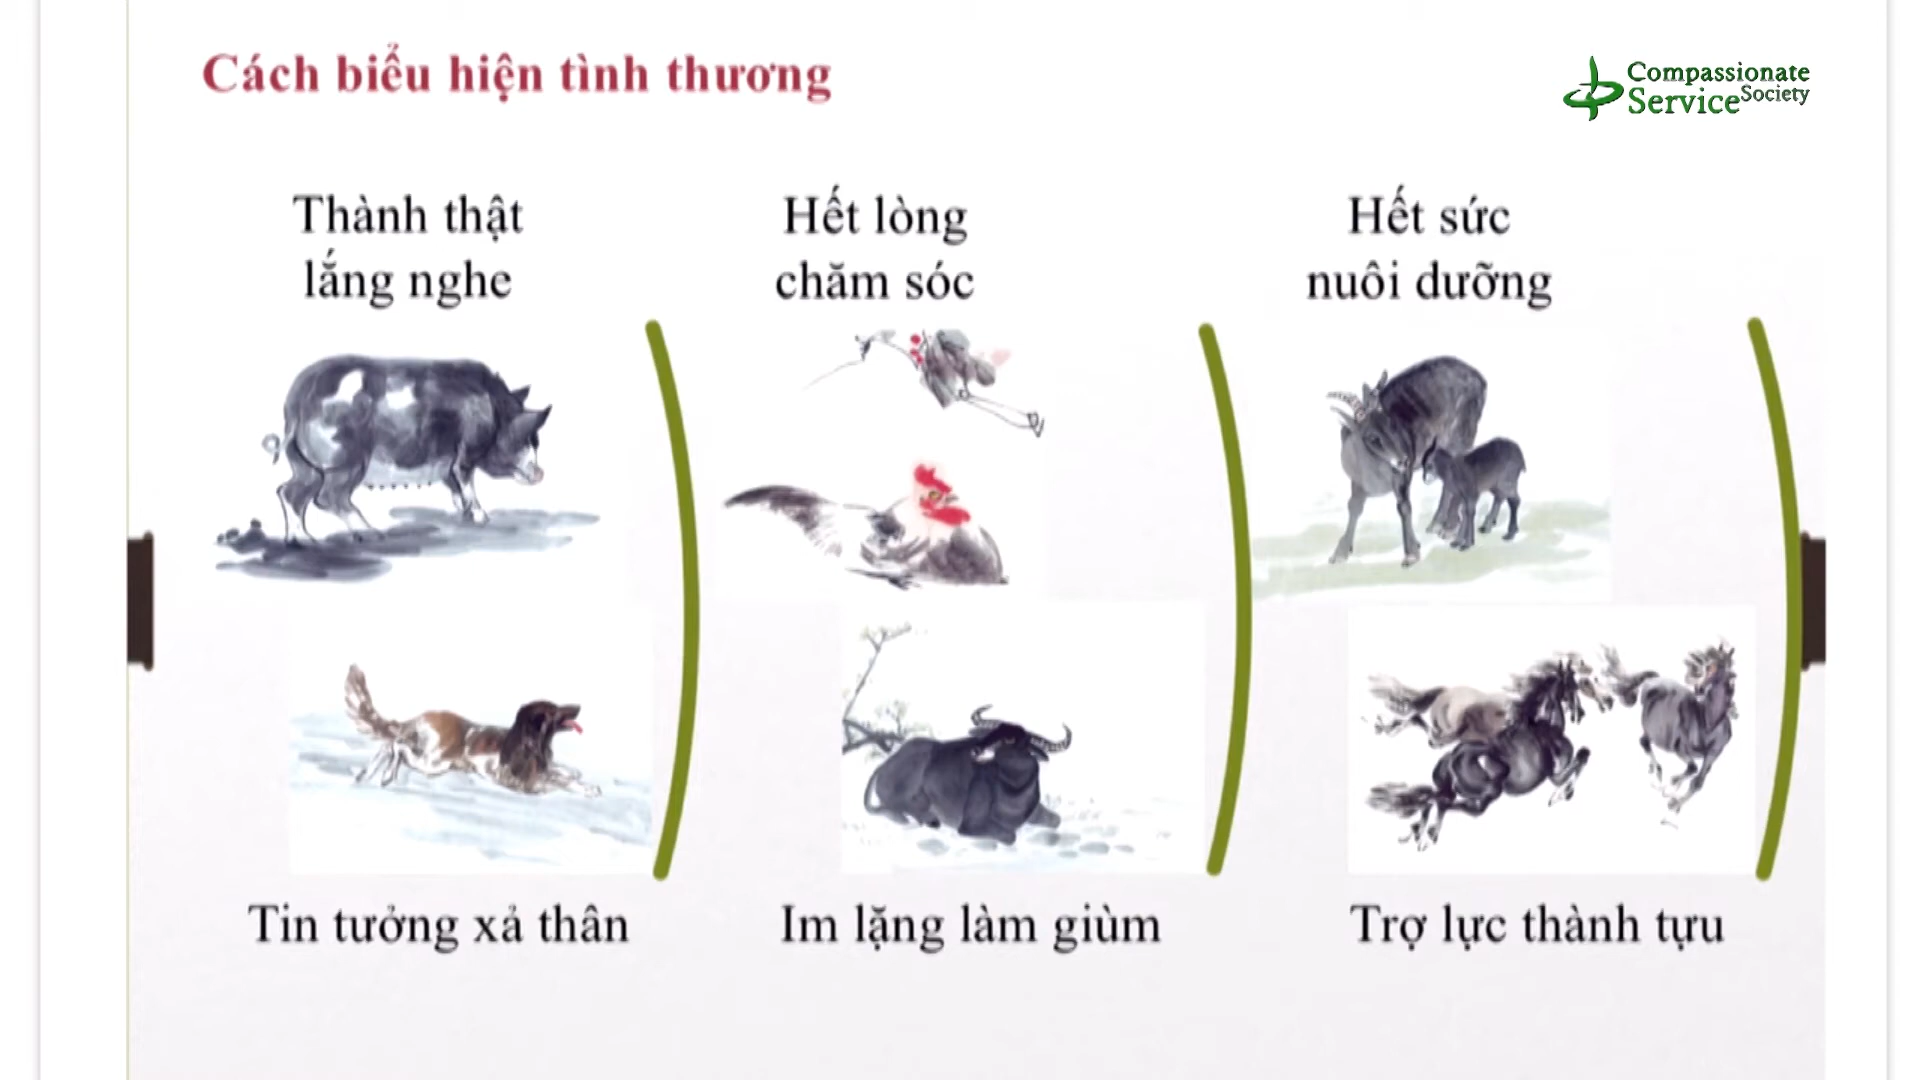 Cách biểu hiện tình thương
Compassionate
Service Society
Thành thật
lắng nghe
Hết lòng
chăm sóc
Hết sức
nuôi dưỡng
Tin tưởng xả thân
Im lặng làm giùm
Trợ lực thành tựu